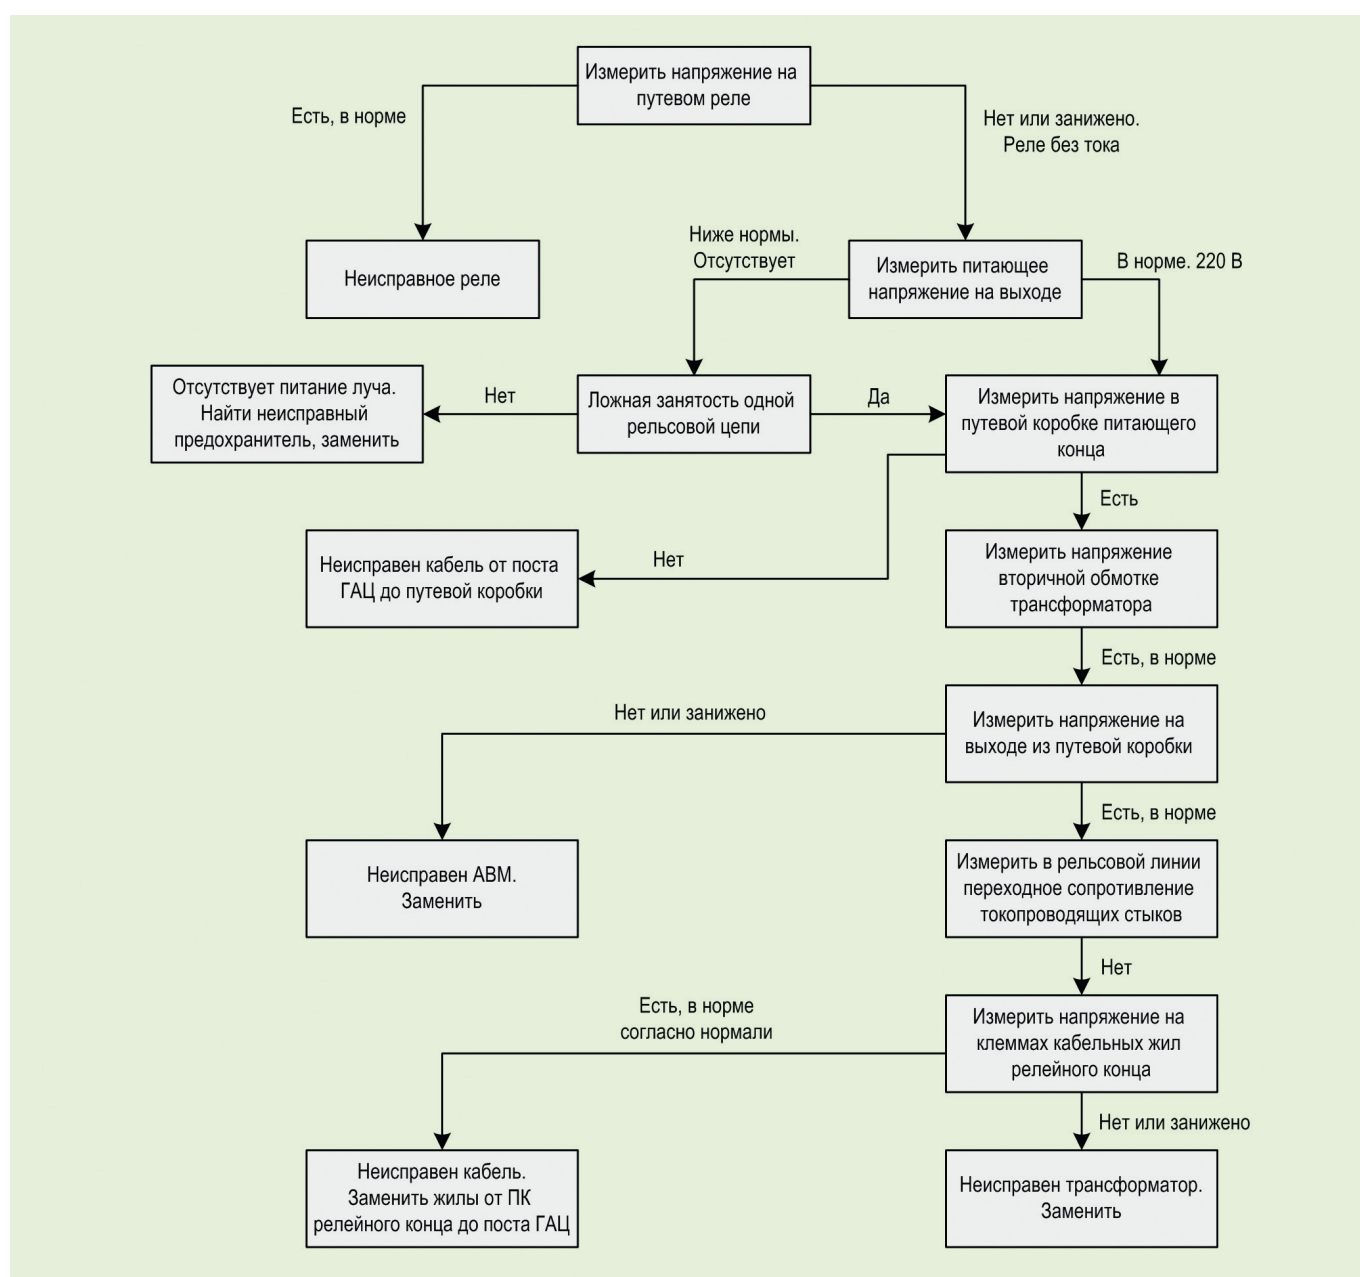 Измерить напряжение на
путевом реле
Есть, в норме
Нет или занижено.
Реле без тока
Неисправное реле
Ниже нормы.
Отсутствует
Измерить питающее
напряжение на выходе
В норме. 220 В
Отсутствует питание луча.
Найти неисправный
предохранитель, заменить
Нет
Ложная занятость одной
рельсовой цепи
Да
Измерить напряжение в
путевой коробке питающего
конца
Есть
Неисправен кабель от поста
ГАЦ до путевой коробки
Нет
Измерить напряжение
вторичной обмотке
трансформатора
Есть, в норме
Нет или занижено
Измерить напряжение на
выходе из путевой коробки
Есть, в норме
Неисправен АВМ.
Заменить
Измерить в рельсовой линии
переходное сопротивление
токопроводящих стыков
Нет
Есть, в норме
согласно нормали
Измерить напряжение на
клеммах кабельных жил
релейного конца
Нет или занижено
Неисправен кабель.
Заменить жилы от ПК
релейного конца до поста ГАЦ
Неисправен трансформатор.
Заменить